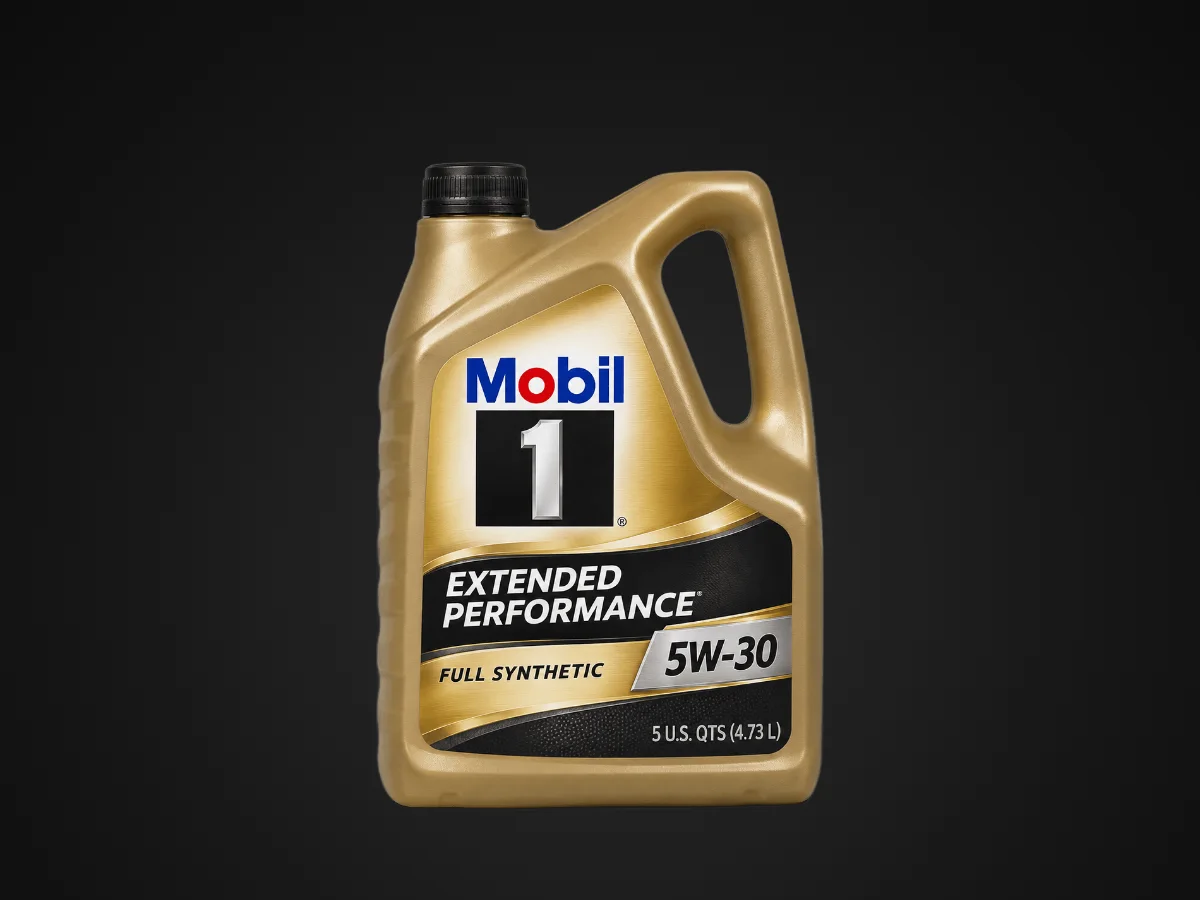 Mobil
1®
EXTENDED
PERFORMANCE®
FULL SYNTHETIC
5W-30
5 U.S. QTS (4.73 L)